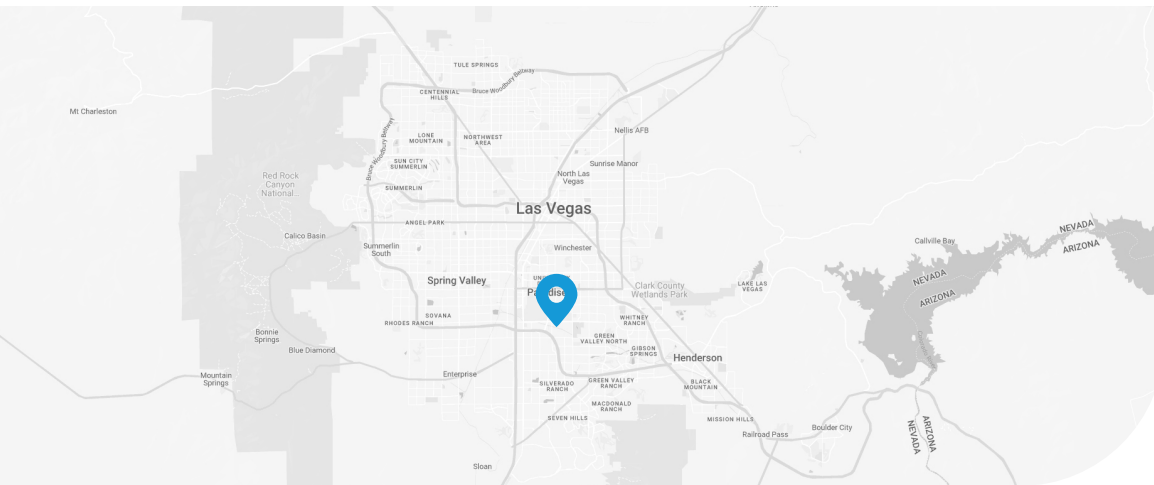 TULE SPRINGS
Bruce Woodbury Beltway
CENTENNIAL
HILLS
Mt Charleston
Bruce Woodbury Beltway
Nellis AFB
LONE
MOUNTAIN
NORTHWEST
AREA
SUN CITY
SUMMERLIN
Sunrise Manor
North Las
Vegas
Red Rock
Canyon
National...
SUMMERLIN
Las Vegas
ANGEL PARK
NEVADA
ARIZONA
Calico Basin
Callville Bay
Summerlin
South
Winchester
NEVADA
ARIZONA
Spring Valley
Clark County
Wetlands Park
LAKE LAS
VEGAS
SOVANA
RHODES RANCH
WHITNEY
RANCH
Bonnie
Springs
GREEN
VALLEY NORTH
Blue Diamond
GIBSON
SPRINGS
Henderson
Mountain
Springs
Enterprise
SILVERADO
RANCH
GREEN VALLEY
RANCH
BLACK
MOUNTAIN
MACDONALD
RANCH
SEVEN HILLS
MISSION HILLS
Railroad Pass
Boulder City
NEVADA
ARIZONA
Sloan